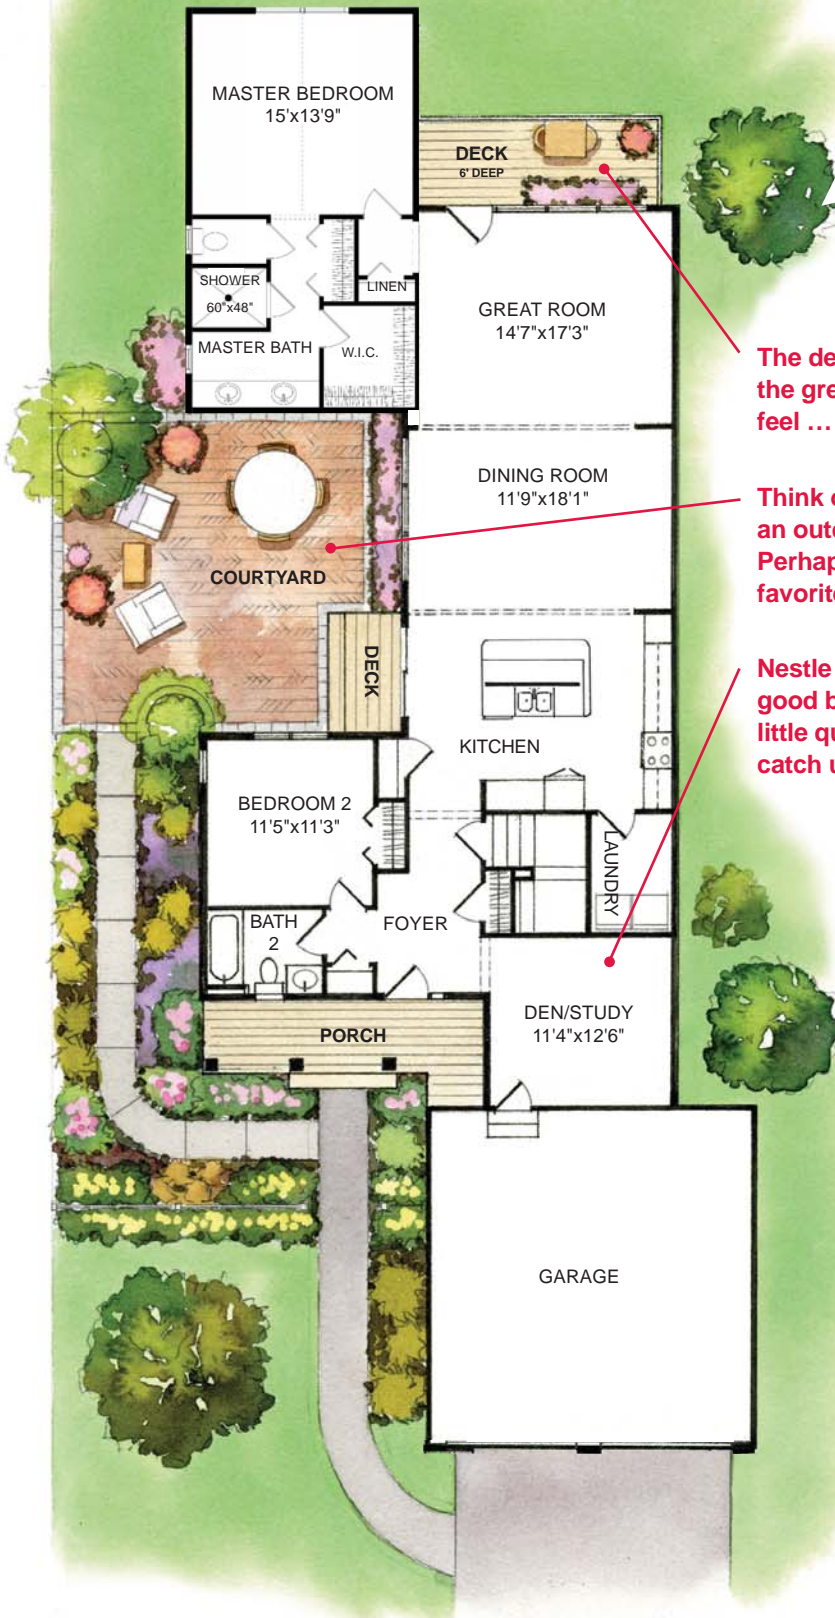 MASTER BEDROOM
15'x13'9"
DECK
6' DEEP
SHOWER
60"x48"
LINEN
MASTER BATH
W.I.C.
GREAT ROOM
14'7"x17'3"
The de
the gre
feel ...
DINING ROOM
11'9"x18'1"
Think o
an outd
Perhap
favorite
COURTYARD
DECK
Nestle
good b
little qu
catch u
KITCHEN
BEDROOM 2
11'5"x11'3"
LAUNDRY
BATH
2
FOYER
DEN/STUDY
11'4"x12'6"
PORCH
GARAGE